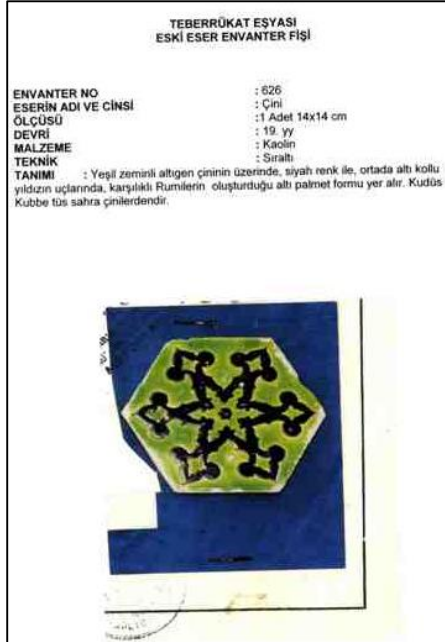 TEBERRÜKAT EŞYASI
ESKİ ESER ENVANTER FİŞİ
ENVANTER NO : 626
ESERİN ADI VE CİNSİ : Çini
ÖLÇÜSÜ :1 Adet 14x14 cm
DEVRİ : 19. yy
MALZEME : Kaolin
TEKNİK : Sıraltı
TANIMI : Yeşil zeminli altıgen çininin üzerinde, siyah renk ile, ortada altı kollu
yıldızın uçlarında, karşılıklı Rumilerin oluşturduğu altı palmet formu yer alır. Kudüs
Kubbe tüs sahra çinilerdendir.